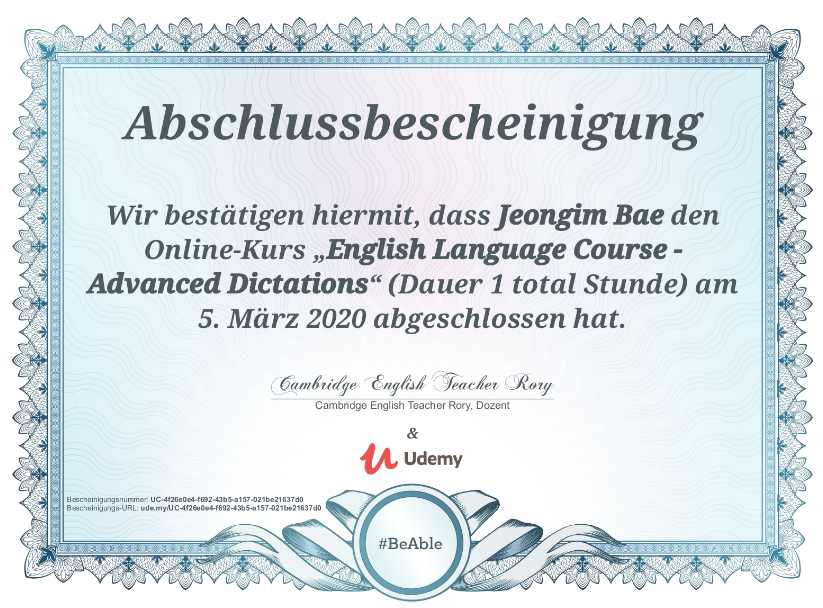 Abschlussbescheinigung
Wir bestätigen hiermit, dass Jeongim Bae den
Online-Kurs „English Language Course -
Advanced Dictations“ (Dauer 1 total Stunde) am
5. März 2020 abgeschlossen hat.
Cambridge English Teacher Rory
Cambridge English Teacher Rory, Dozent
&
Udemy
Bescheinigungsnummer: UC-4f26e0e4-f692-43b5-a157-021be21637d0
Bescheinigungs-URL: ude.my/UC-4f26e0e4-f692-43b5-a157-021be21637d0
#BeAble